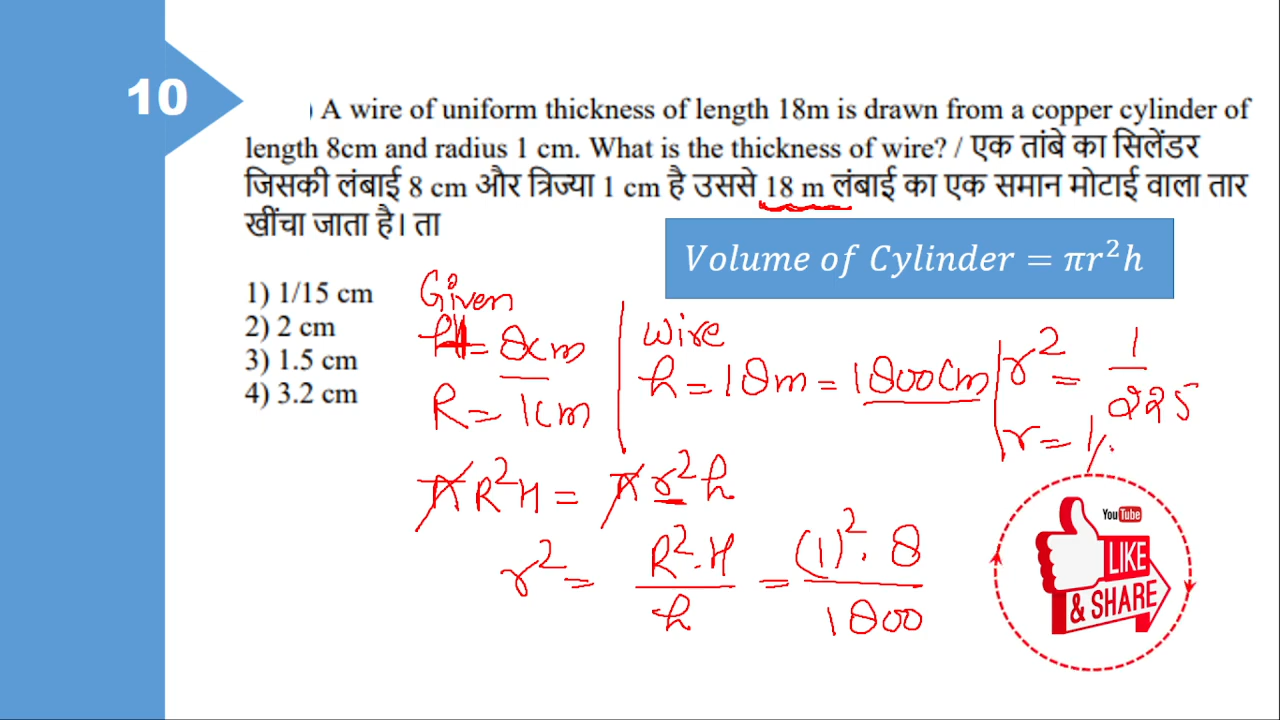 10
) A wire of uniform thickness of length 18m is drawn from a copper cylinder of
length 8cm and radius 1 cm. What is the thickness of wire? / एक तांबे का सिलेंडर
जिसकी लंबाई 8 cm और त्रिज्या 1 cm है उससे 18 m लंबाई का एक समान मोटाई वाला तार
खींचा जाता है। ता
Volume of Cylinder = πr²h
1) 1/15 cm
2) 2 cm
3) 1.5 cm
4) 3.2 cm
Given
H = 8cm
R = 1cm
Wire
h = 18m = 1800cm
r² = 1/225
r = 1/
πR²H = πr²h
r² = R².H/h = (1)².8/1800
YouTube
LIKE
& SHARE